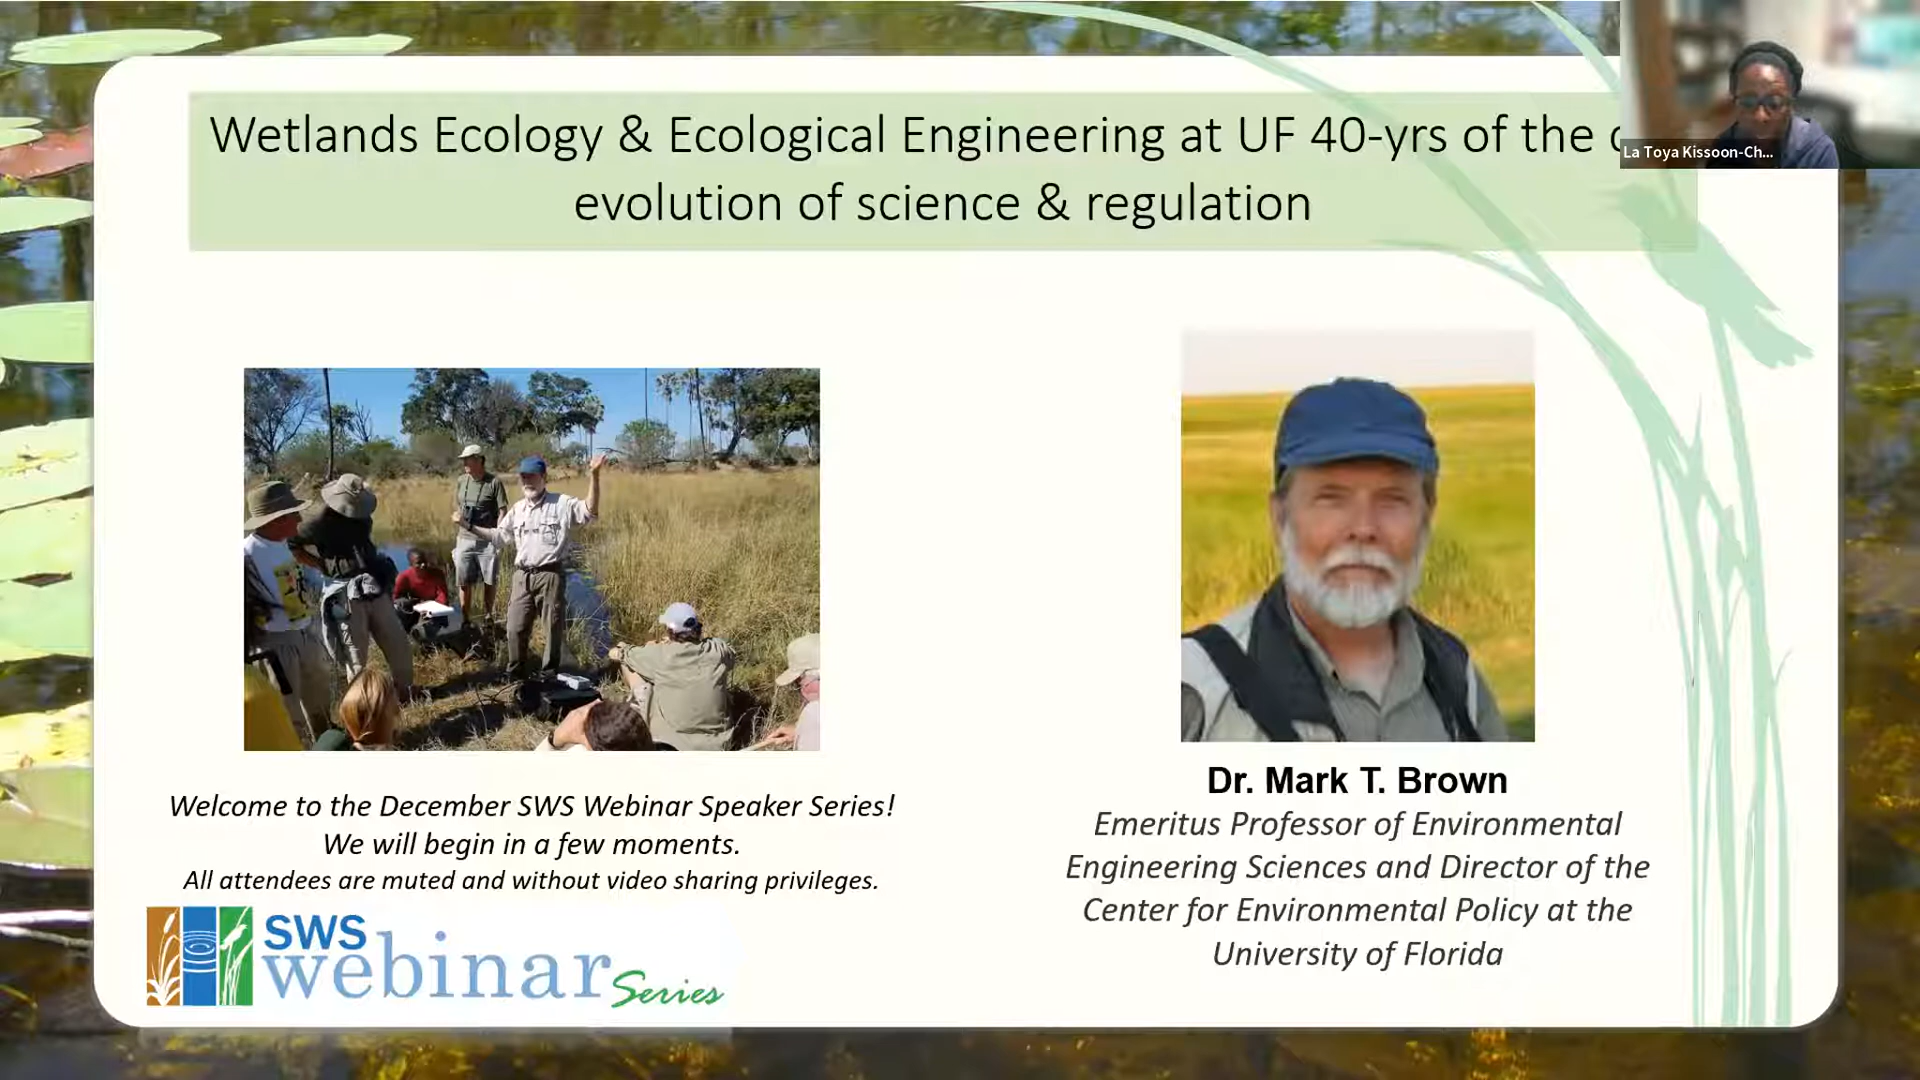 Wetlands Ecology & Ecological Engineering at UF 40-yrs of the
evolution of science & regulation
La Toya Kissoon-Ch...
Welcome to the December SWS Webinar Speaker Series!
We will begin in a few moments.
All attendees are muted and without video sharing privileges.
SWS
webinar
Series
Dr. Mark T. Brown
Emeritus Professor of Environmental
Engineering Sciences and Director of the
Center for Environmental Policy at the
University of Florida